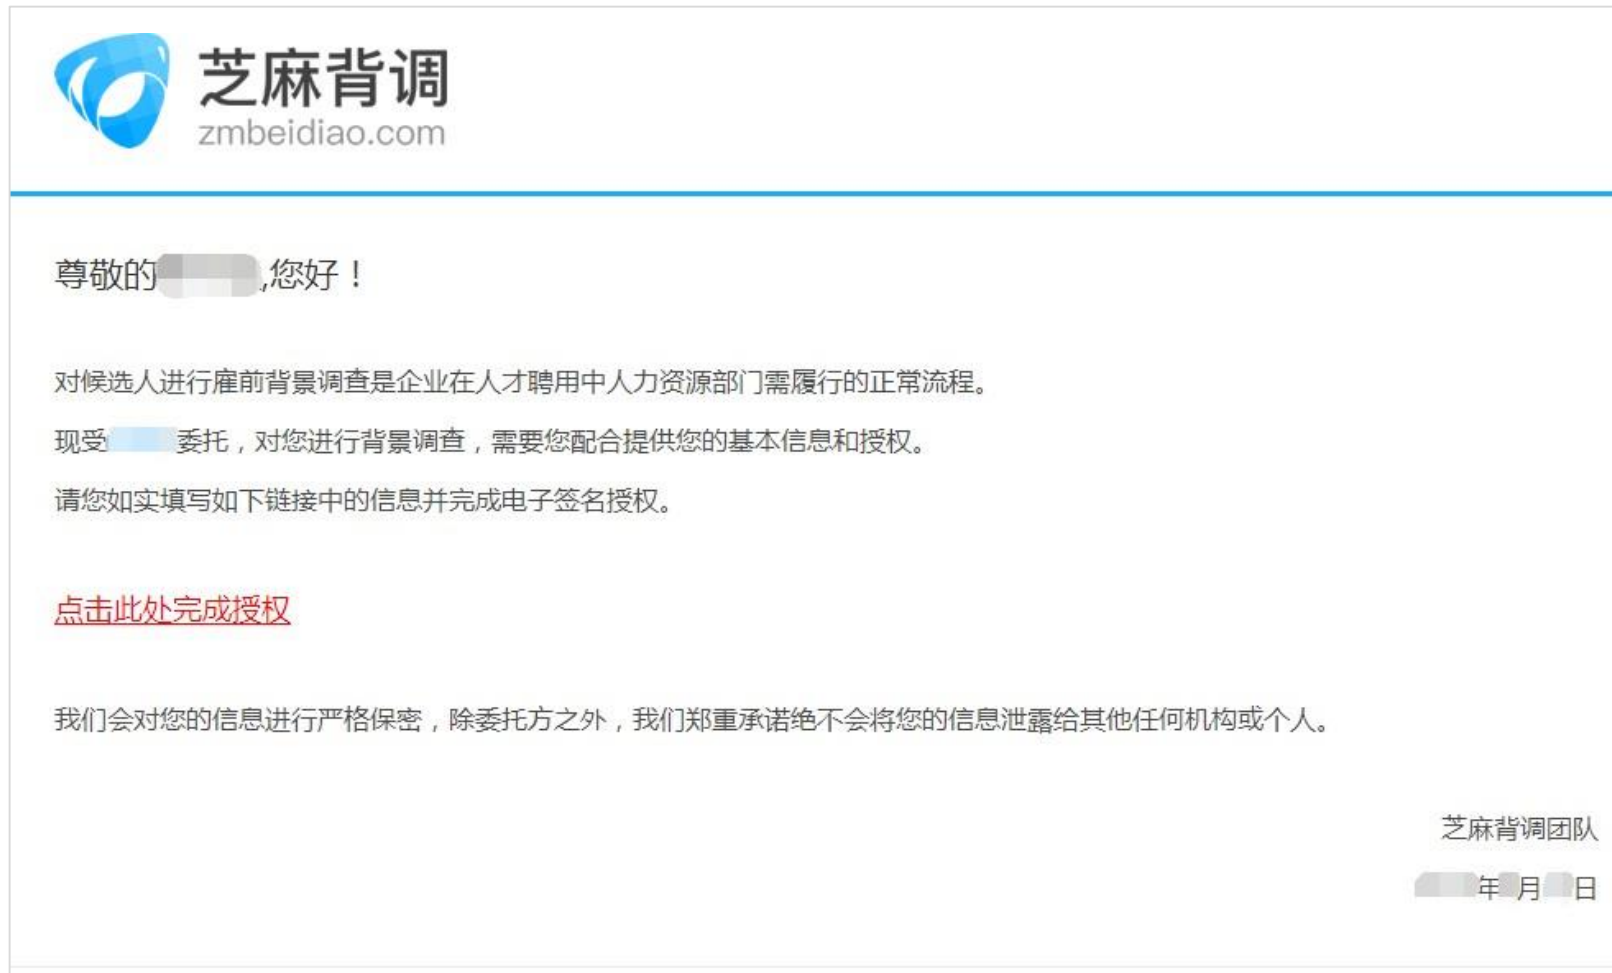 芝麻背调
zmbeidiao.com
尊敬的 ,您好！
对候选人进行雇前背景调查是企业在人才聘用中人力资源部门需履行的正常流程。
现受 委托，对您进行背景调查，需要您配合提供您的基本信息和授权。
请您如实填写如下链接中的信息并完成电子签名授权。
点击此处完成授权
我们会对您的信息进行严格保密，除委托方之外，我们郑重承诺绝不会将您的信息泄露给其他任何机构或个人。
芝麻背调团队
年 月 日